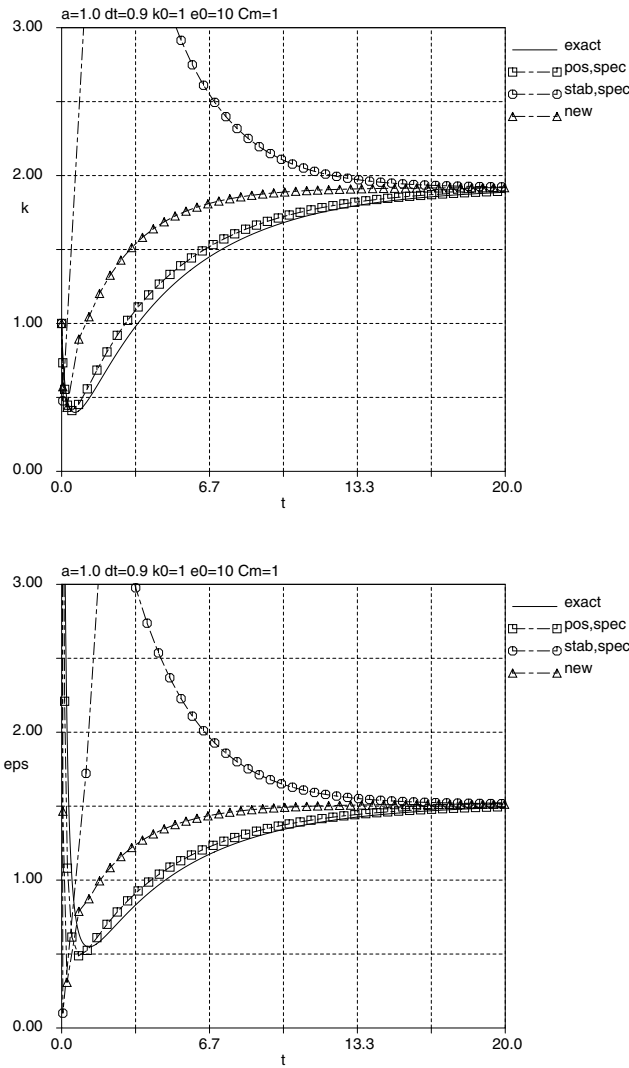 a=1.0 dt=0.9 k0=1 e0=10 Cm=1
3.00
exact
pos,spec
stab,spec
new
2.00
k
1.00
0.00
0.0 6.7 13.3 20.0
t
a=1.0 dt=0.9 k0=1 e0=10 Cm=1
3.00
exact
pos,spec
stab,spec
new
2.00
eps
1.00
0.00
0.0 6.7 13.3 20.0
t